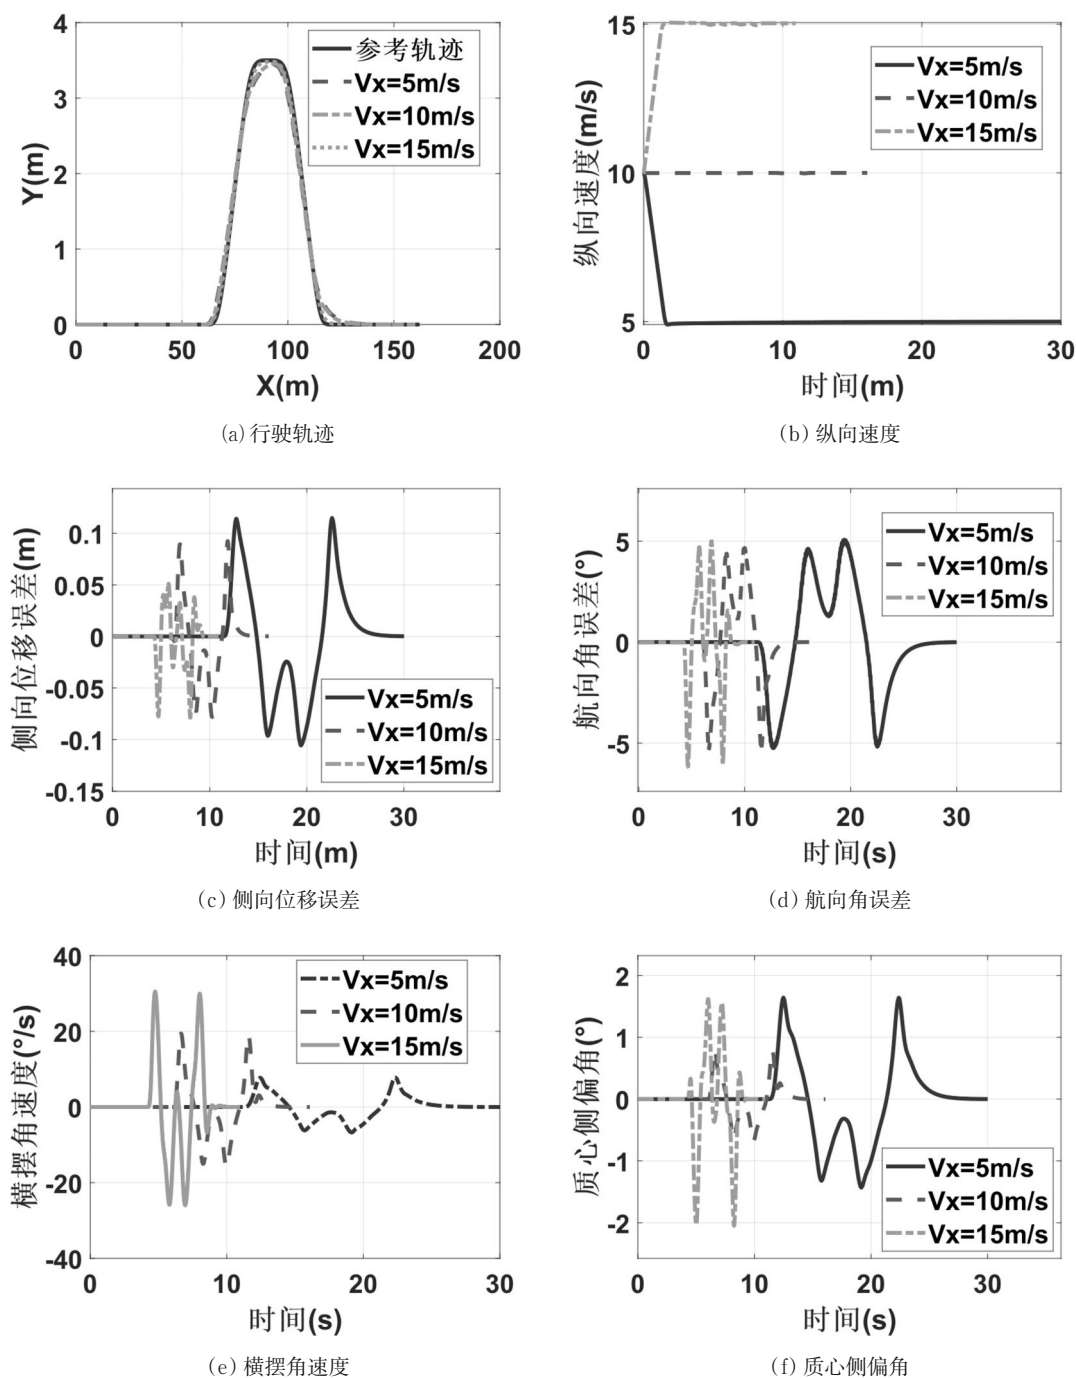 4
3
2
1
0
Y(m)
参考轨迹
Vx=5m/s
Vx=10m/s
Vx=15m/s
0 50 100 150 200
X(m)
(a) 行驶轨迹
15
10
5
纵向速度(m/s)
Vx=5m/s
Vx=10m/s
Vx=15m/s
0 10 20 30
时间(m)
(b) 纵向速度
0.1
0.05
0
-0.05
-0.1
-0.15
侧向位移误差(m)
Vx=5m/s
Vx=10m/s
Vx=15m/s
0 10 20 30
时间(m)
(c) 侧向位移误差
5
0
-5
航向角误差(°)
Vx=5m/s
Vx=10m/s
Vx=15m/s
0 10 20 30
时间(s)
(d) 航向角误差
40
20
0
-20
-40
横摆角速度(°/s)
Vx=5m/s
Vx=10m/s
Vx=15m/s
0 10 20 30
时间(s)
(e) 横摆角速度
2
1
0
-1
-2
质心侧偏角(°)
Vx=5m/s
Vx=10m/s
Vx=15m/s
0 10 20 30
时间(s)
(f) 质心侧偏角